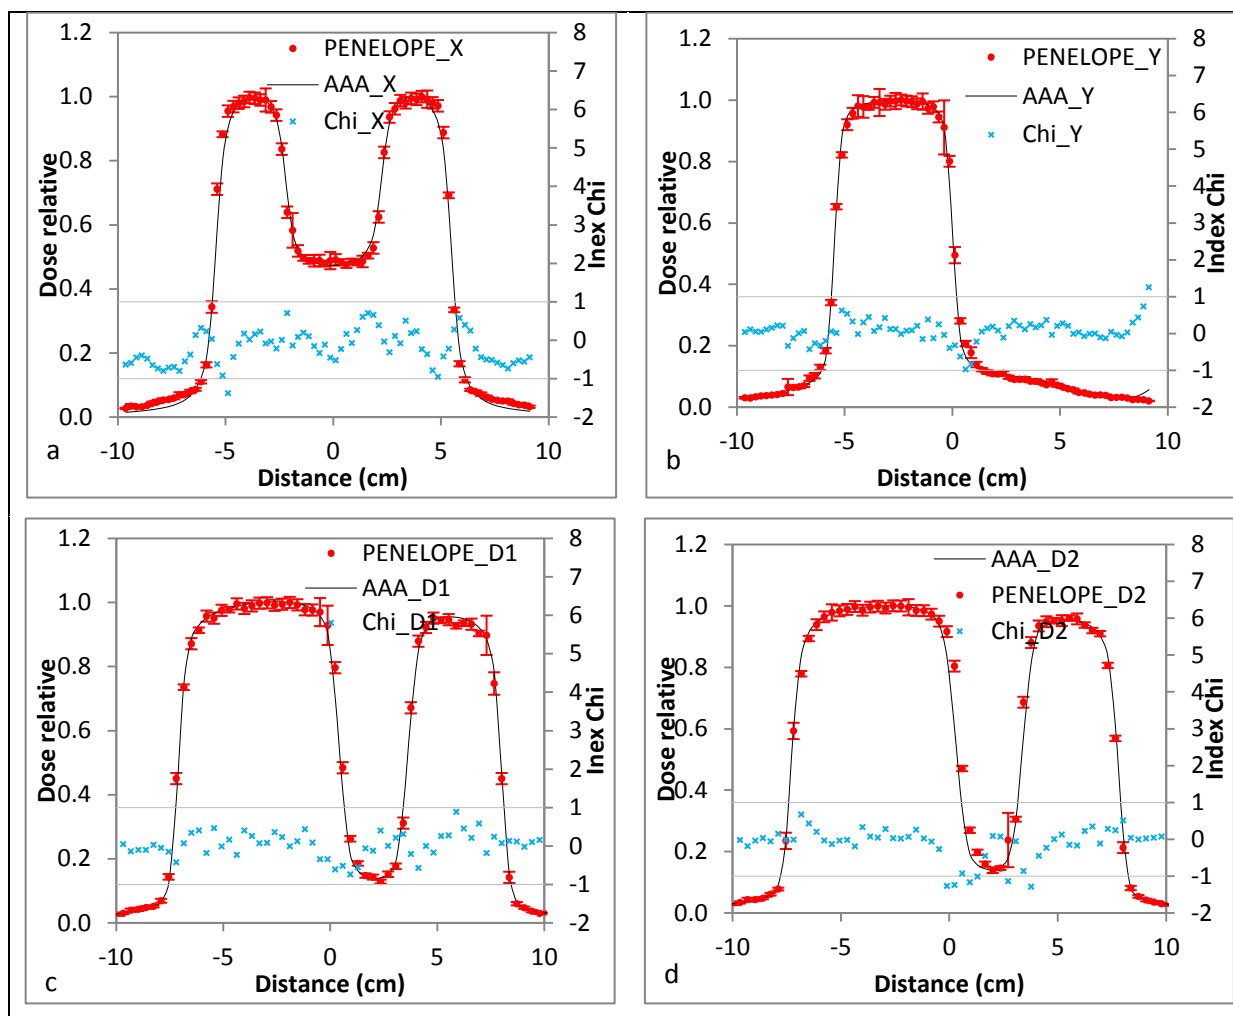 1.2
1.0
0.8
0.6
0.4
0.2
0.0
Dose relative
PENELOPE_X
AAA_X
Chi_X
8
7
6
5
4
3
2
1
0
-1
-2
Inex Chi
-10 -5 0 5 10
Distance (cm)
a
1.2
1.0
0.8
0.6
0.4
0.2
0.0
Dose relative
PENELOPE_Y
AAA_Y
Chi_Y
8
7
6
5
4
3
2
1
0
-1
-2
Index Chi
-10 -5 0 5 10
Distance (cm)
b
1.2
1.0
0.8
0.6
0.4
0.2
0.0
Dose relative
PENELOPE_D1
AAA_D1
Chi_D1
8
7
6
5
4
3
2
1
0
-1
-2
Inex Chi
-10 -5 0 5 10
Distance (cm)
c
1.2
1.0
0.8
0.6
0.4
0.2
0.0
Dose relative
AAA_D2
PENELOPE_D2
Chi_D2
8
7
6
5
4
3
2
1
0
-1
-2
Index Chi
-10 -5 0 5 10
Distance (cm)
d